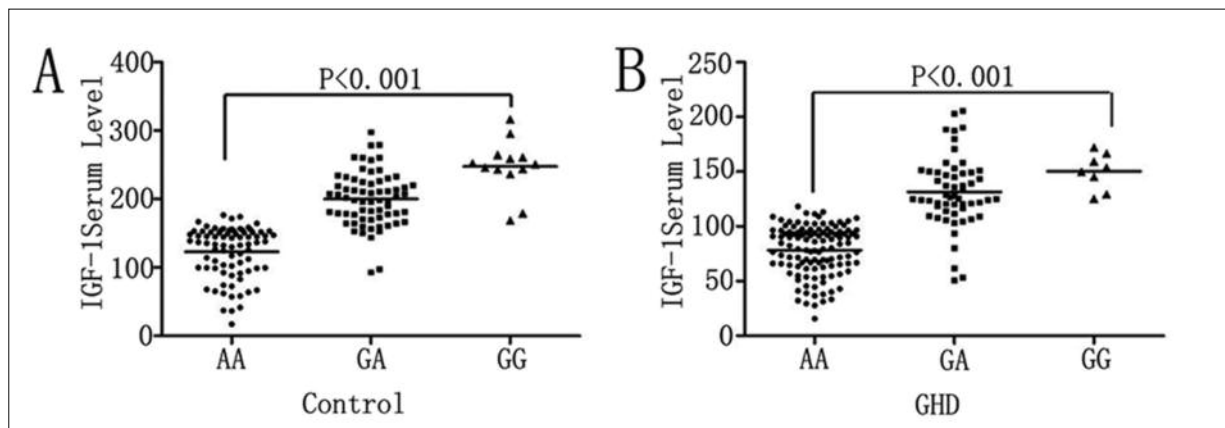 A
IGF-1Serum Level
400
300
200
100
0
P<0.001
AA
GA
GG
Control
B
IGF-1Serum Level
250
200
150
100
50
0
P<0.001
AA
GA
GG
GHD